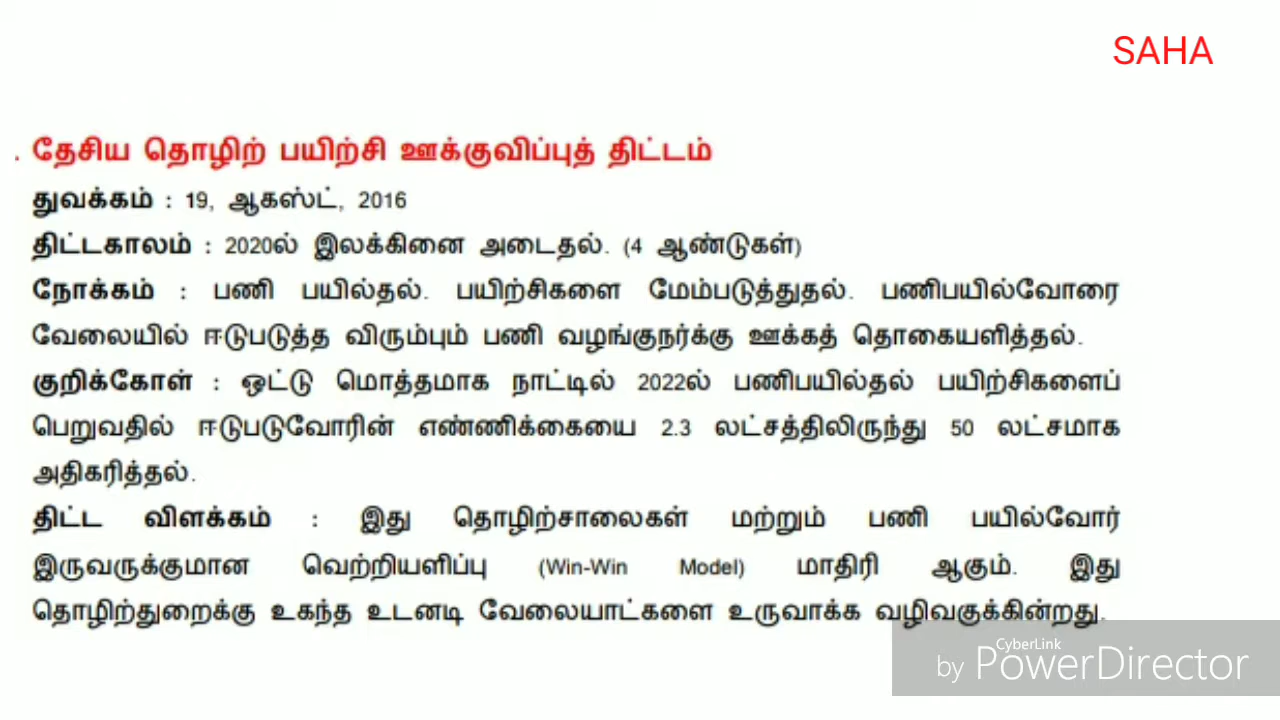 SAHA
. தேசிய தொழிற் பயிற்சி ஊக்குவிப்புத் திட்டம்
துவக்கம் : 19, ஆகஸ்ட், 2016
திட்டகாலம் : 2020ல் இலக்கினை அடைதல். (4 ஆண்டுகள்)
நோக்கம் : பணி பயில்தல். பயிற்சிகளை மேம்படுத்துதல். பணிபயில்வோரை
வேலையில் ஈடுபடுத்த விரும்பும் பணி வழங்குநர்க்கு ஊக்கத் தொகையளித்தல்.
குறிக்கோள் : ஒட்டு மொத்தமாக நாட்டில் 2022ல் பணிபயில்தல் பயிற்சிகளைப்
பெறுவதில் ஈடுபடுவோரின் எண்ணிக்கையை 2.3 லட்சத்திலிருந்து 50 லட்சமாக
அதிகரித்தல்.
திட்ட விளக்கம் : இது தொழிற்சாலைகள் மற்றும் பணி பயில்வோர்
இருவருக்குமான வெற்றியளிப்பு (Win-Win Model) மாதிரி ஆகும். இது
தொழிற்துறைக்கு உகந்த உடனடி வேலையாட்களை உருவாக்க வழிவகுக்கின்றது.
CyberLink
by PowerDirector